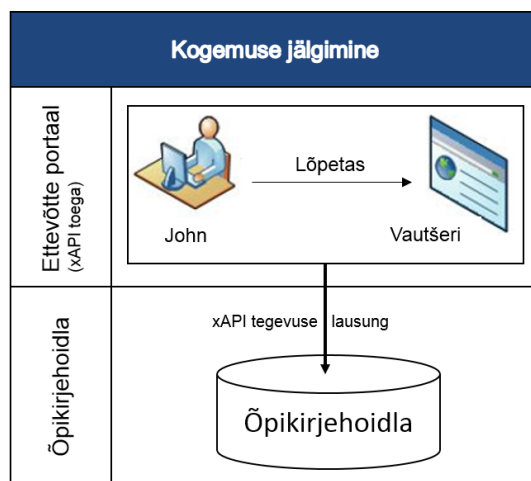 Kogemuse jälgimine
Ettevõtte portaal
(xAPI toega)
Lõpetas
John
Vautšeri
xAPI tegevuse lausung
Õpikirjehoidla
Õpikirjehoidla